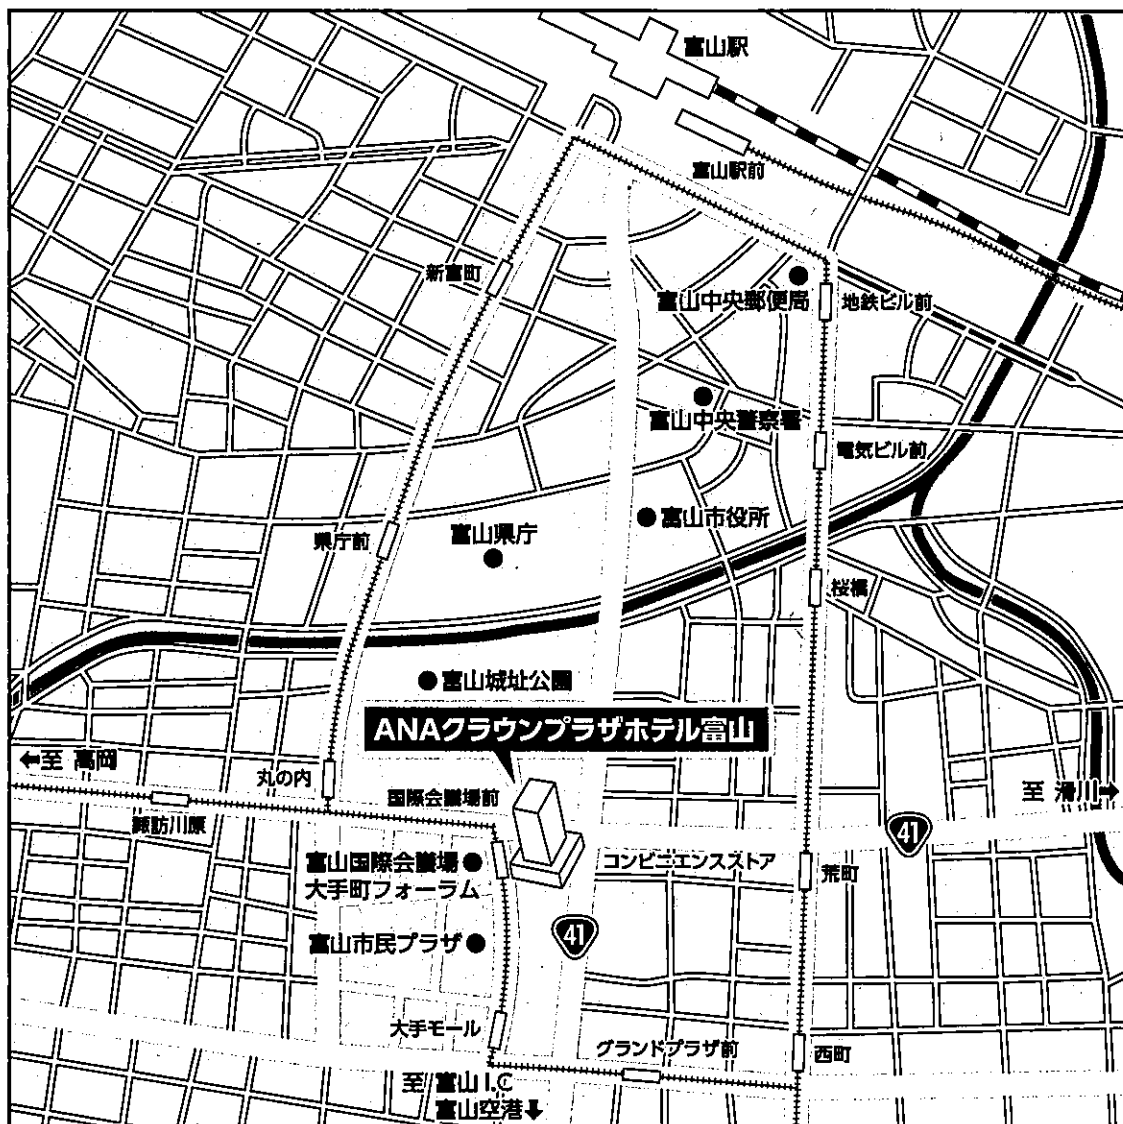 富山駅
富山駅前
新富町
富山中央郵便局
地鉄ビル前
富山中央警察署
電気ビル前
富山市役所
県庁前
富山県庁
桜橋
富山城址公園
ANAクラウンプラザホテル富山
←至 高岡
丸の内
国際会議場前
至 滑川→
諏訪川原
41
富山国際会議場
大手町フォーラム
コンビニエンスストア
荒町
富山市民プラザ
41
大手モール
グランドプラザ前
西町
至 富山I.C
富山空港↓